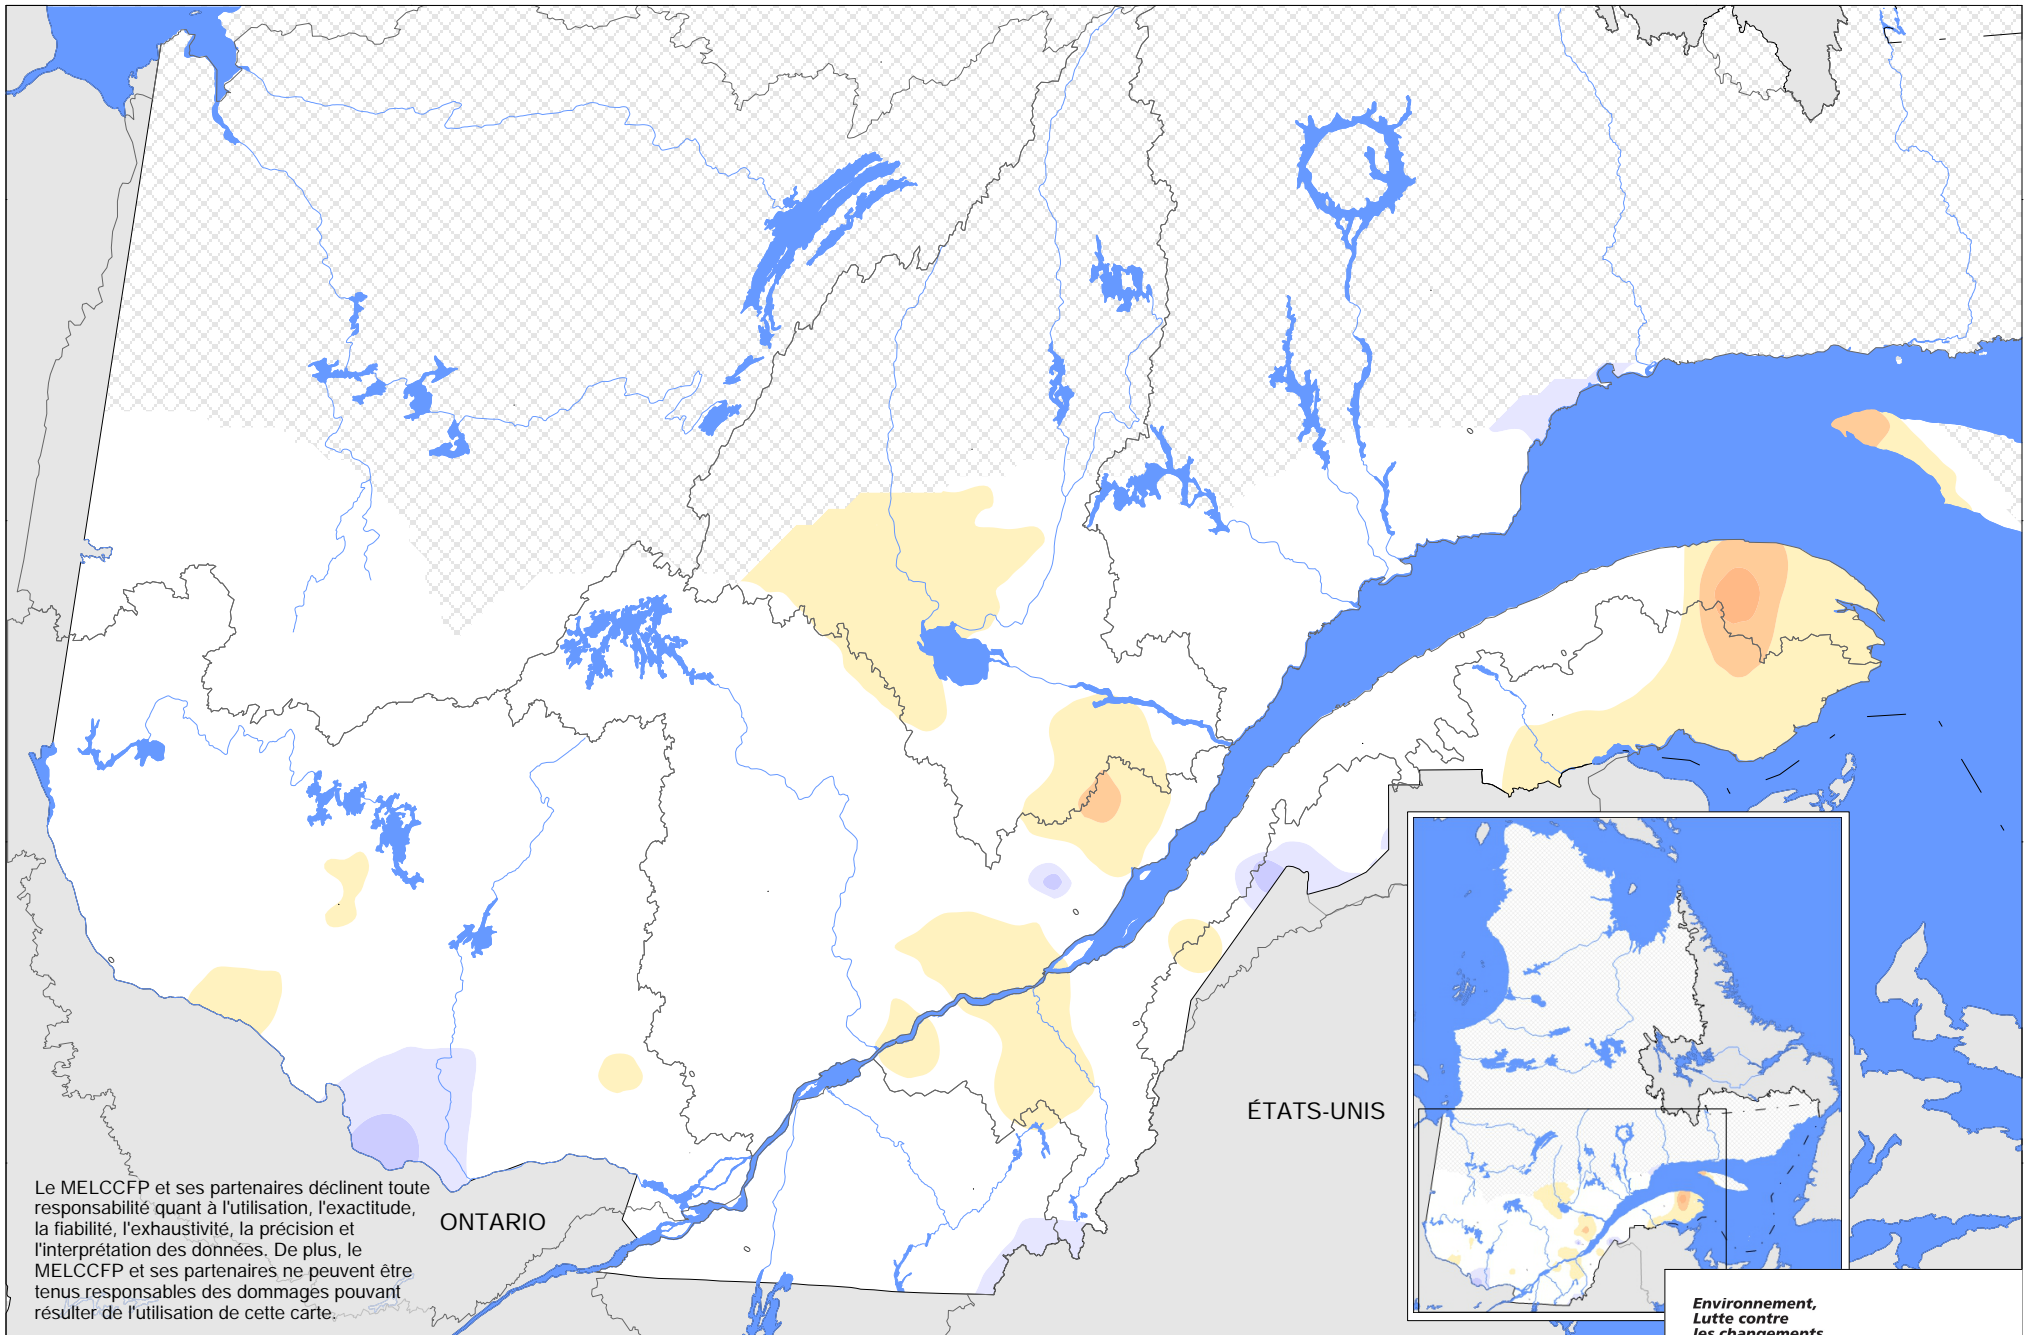 ÉTATS-UNIS
Le MELCCFP et ses partenaires déclinent toute
responsabilité quant à l'utilisation, l'exactitude,
la fiabilité, l'exhaustivité, la précision et
l'interprétation des données. De plus, le
MELCCFP et ses partenaires ne peuvent être
tenus responsables des dommages pouvant
résulter de l'utilisation de cette carte.
ONTARIO
Environnement,
Lutte contre
les changements